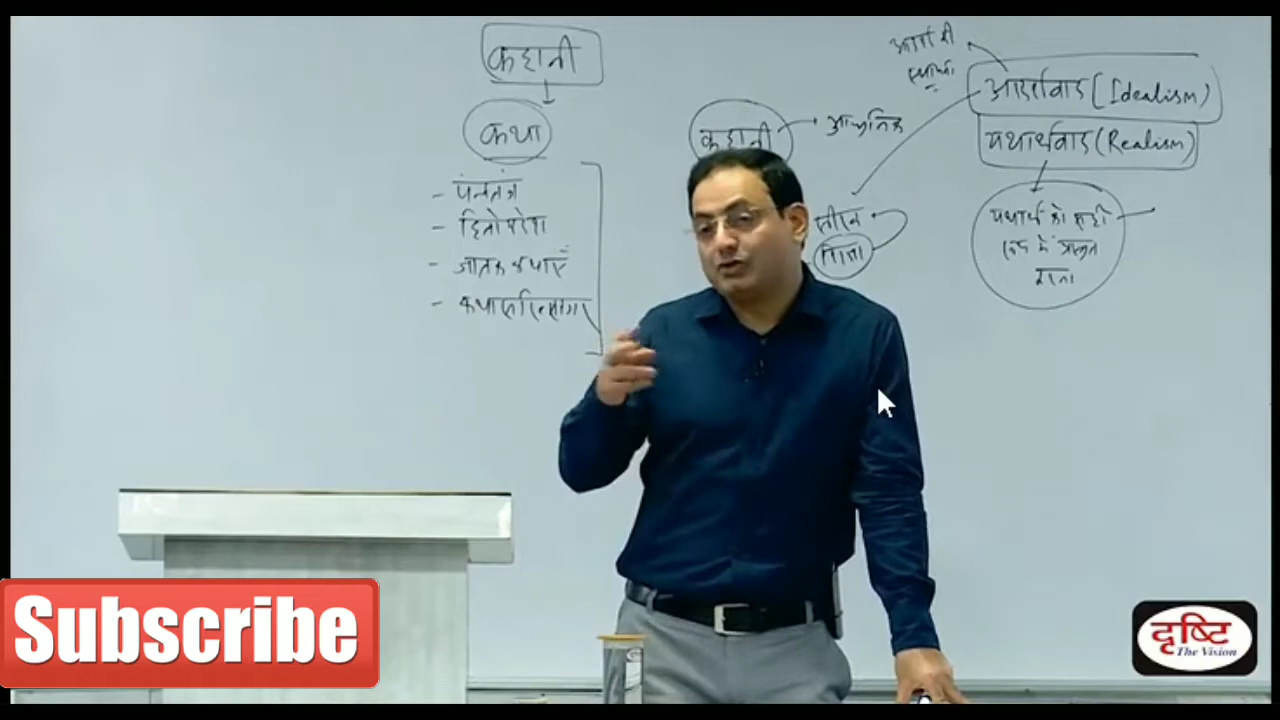 कहानी
कथा
- पंचतंत्र
- हितोपदेश
- जातक कथाएँ
- कथासरित्सागर
कहानी
आधुनिक
आदर्शवाद (Idealism)
यथार्थवाद (Realism)
यथार्थ को सही
रूप में प्रस्तुत
Subscribe
दृष्टि
The Vision